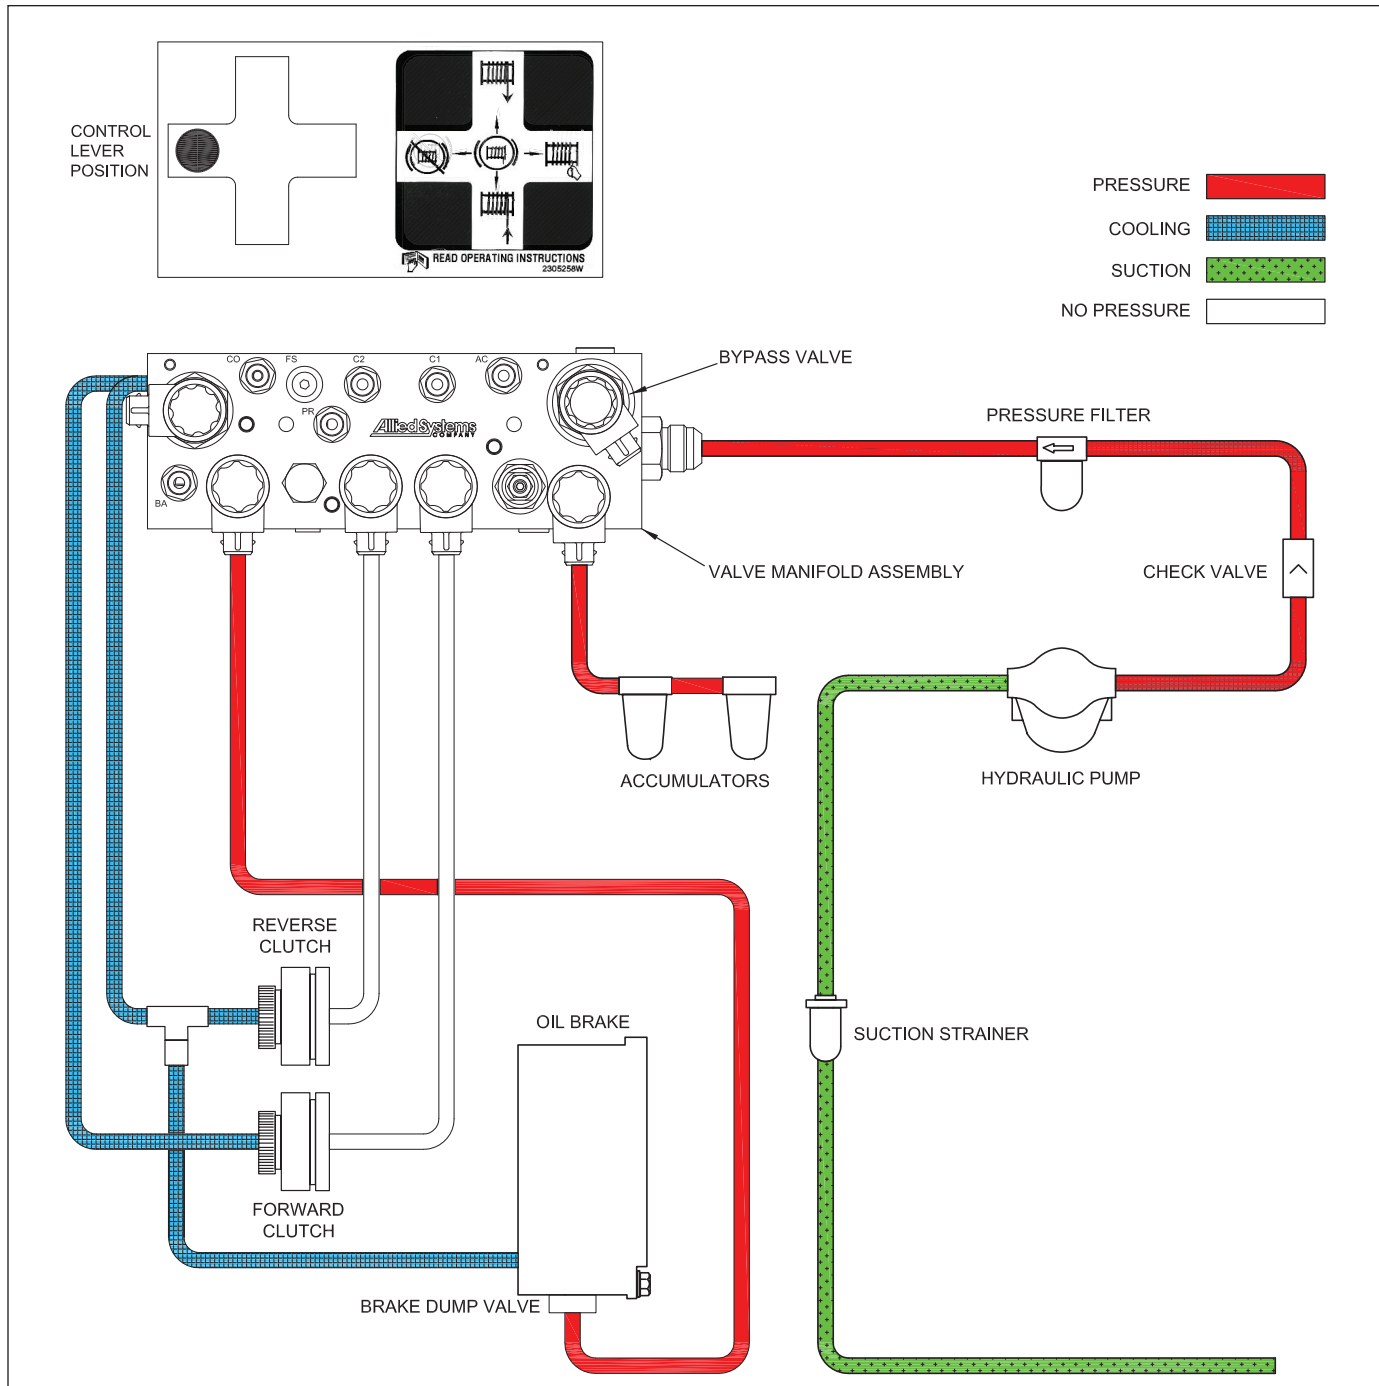 CONTROL
LEVER
POSITION
READ OPERATING INSTRUCTIONS
2305258W
PRESSURE
COOLING
SUCTION
NO PRESSURE
CO
FS
C2
C1
AC
PR
BA
Allied Systems
COMPANY
BYPASS VALVE
PRESSURE FILTER
VALVE MANIFOLD ASSEMBLY
CHECK VALVE
ACCUMULATORS
HYDRAULIC PUMP
REVERSE
CLUTCH
OIL BRAKE
SUCTION STRAINER
FORWARD
CLUTCH
BRAKE DUMP VALVE